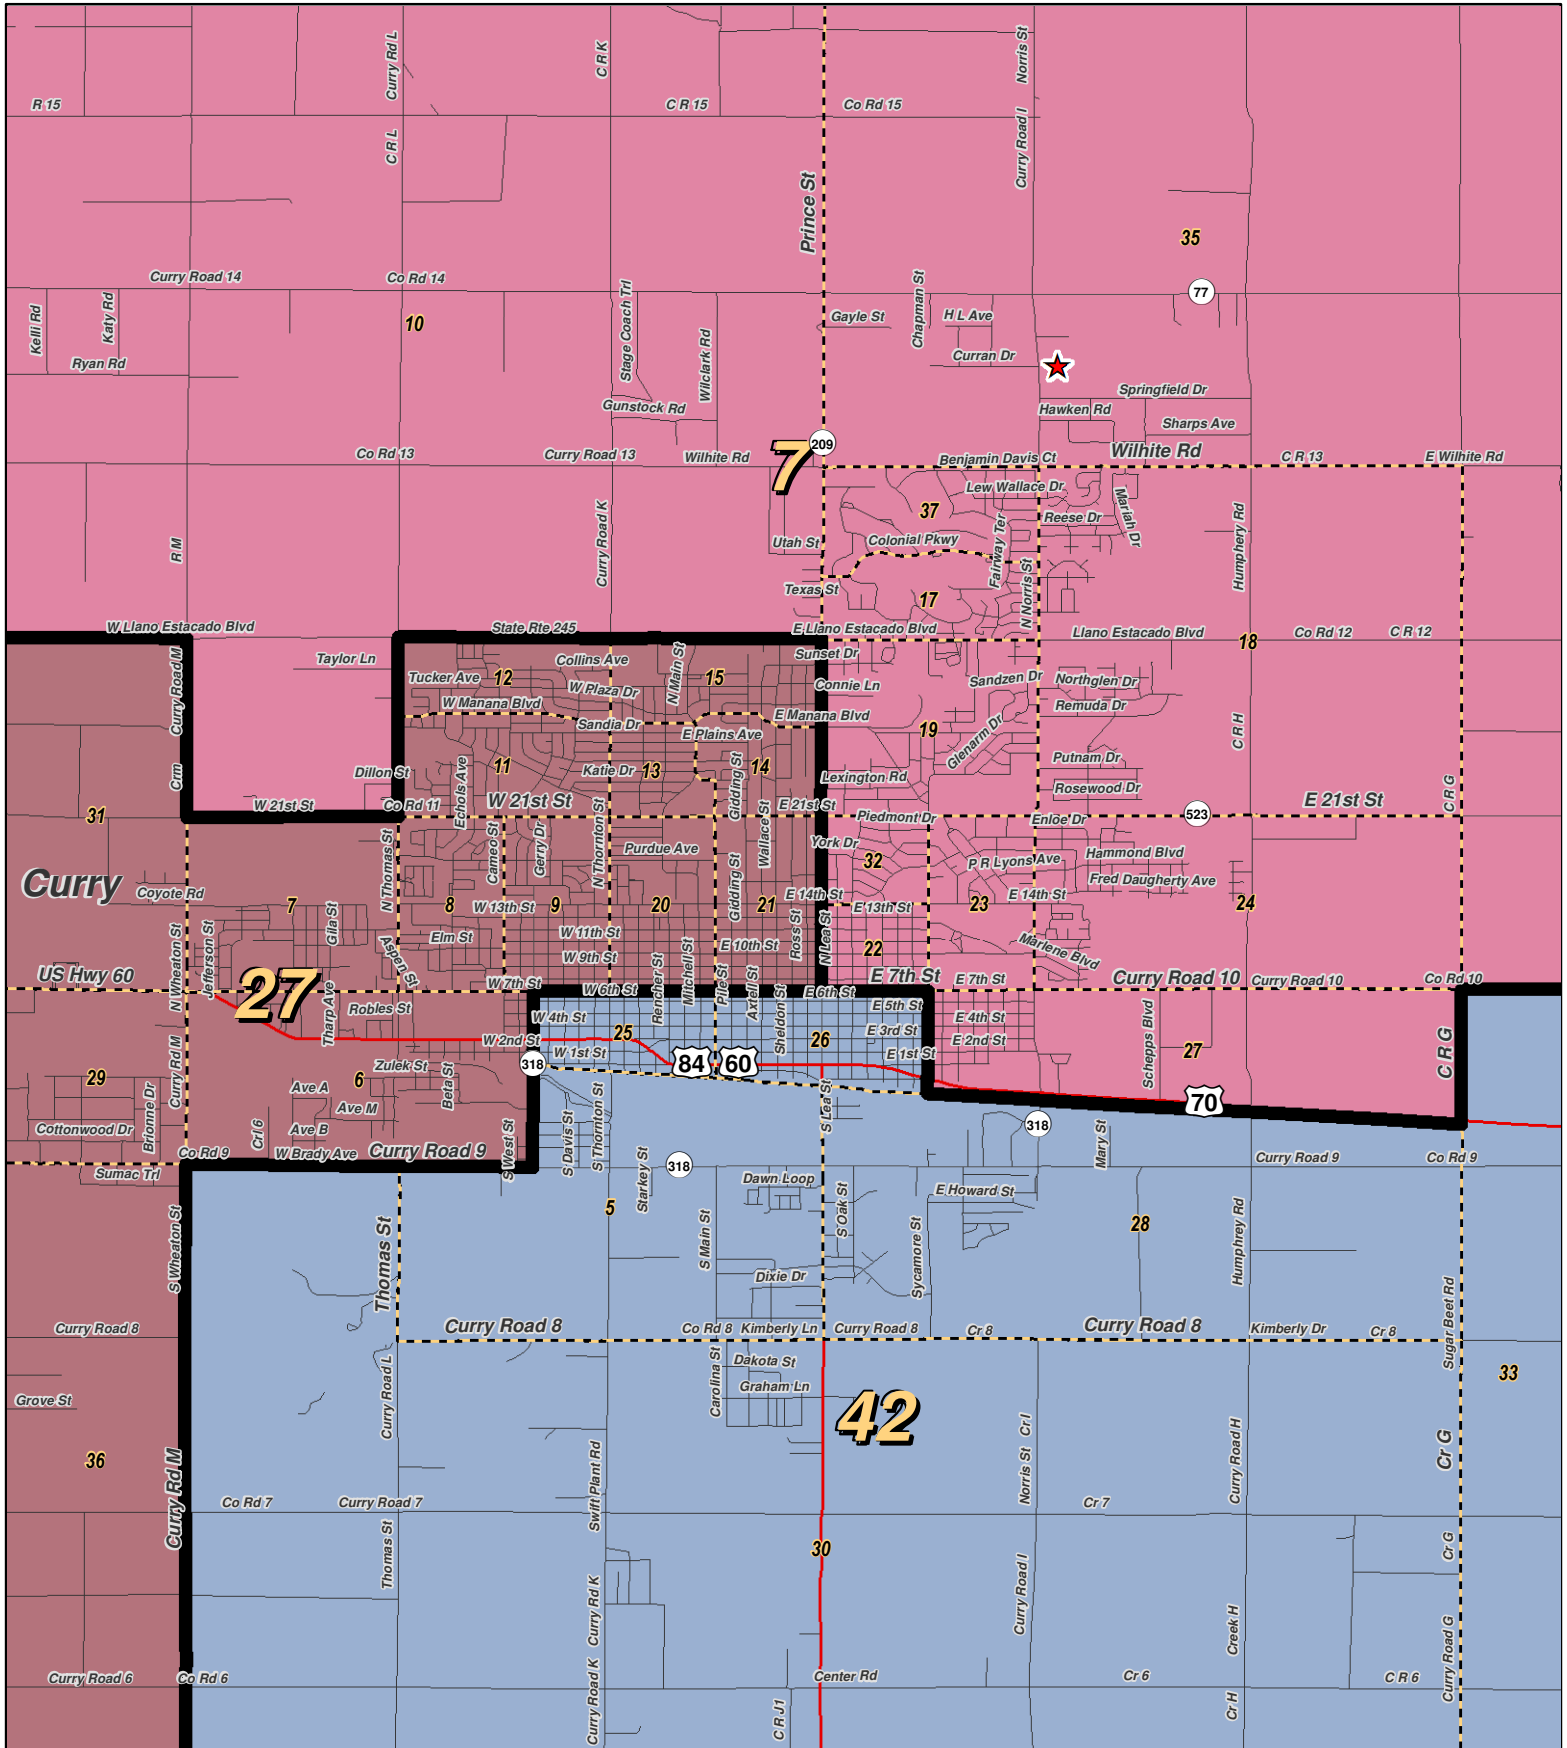 Curry Rd L
C R K
Norris St
R 15
C R 15
Co Rd 15
C R L
Curry Road I
Prince St
35
Curry Road 14
Co Rd 14
77
Kelli Rd
Katy Rd
10
Stage Coach Trl
Wilclark Rd
Gayle St
Chapman St
H L Ave
Ryan Rd
Curran Dr
Springfield Dr
Gunstock Rd
Hawken Rd
Sharps Ave
209
Co Rd 13
Curry Road 13
Wilhite Rd
7
Benjamin Davis Ct
Wilhite Rd
C R 13
E Wilhite Rd
Lew Wallace Dr
37
Mariah Dr
Reese Dr
R M
Curry Road K
Utah St
Colonial Pkwy
Fairway Ter
Humphery Rd
Texas St
17
N Norris St
W Llano Estacado Blvd
State Rte 245
E Llano Estacado Blvd
Llano Estacado Blvd
18
Co Rd 12
C R 12
Curry Road M
Taylor Ln
Collins Ave
N Main St
Sunset Dr
Tucker Ave
12
W Plaza Dr
15
Connie Ln
Sandzen Dr
Northglen Dr
W Manana Blvd
Sandia Dr
E Manana Blvd
Remuda Dr
E Plains Ave
19
Glenarm Dr
C R H
Crm
Dillon St
Echols Ave
11
Katie Dr
13
Gidding St
14
Lexington Rd
Putnam Dr
Rosewood Dr
C R G
31
W 21st St
Co Rd 11
W 21st St
E 21st St
Piedmont Dr
Enloe Dr
523
E 21st St
N Thomas St
Cameo St
Gerry Dr
N Thornton St
Purdue Ave
Wallace St
York Dr
32
P R Lyons Ave
Hammond Blvd
Curry
Coyote Rd
Gidding St
E 14th St
E 14th St
Fred Daugherty Ave
7
8
W 13th St
9
20
21
E 13th St
23
24
Jefferson St
Gila St
N Wheaton St
Elm St
Aspen St
W 11th St
W 9th St
E 10th St
Ross St
N Lea St
22
Marlene Blvd
US Hwy 60
27
W 7th St
Rencher St
Mitchell St
Pile St
Axtell St
Sheldon St
E 7th St
E 7th St
Curry Road 10
Curry Road 10
Co Rd 10
W 6th St
E 6th St
Tharp Ave
Robles St
W 4th St
E 5th St
E 4th St
W 2nd St
25
26
E 3rd St
E 2nd St
Schepps Blvd
27
C R G
Curry Rd M
W 1st St
E 1st St
318
84
60
29
Zulek St
Beta St
6
Ave A
Ave M
70
Brionne Dr
S Davis St
S Thornton St
S Lea St
318
Mary St
Cottonwood Dr
Crl 6
Ave B
S West St
Co Rd 9
W Brady Ave
Curry Road 9
Curry Road 9
Co Rd 9
Sumac Trl
318
Starkey St
Dawn Loop
S Oak St
E Howard St
S Wheaton St
5
28
Thomas St
S Main St
Sycamore St
Humphrey Rd
Dixie Dr
Curry Road 8
Curry Road 8
Co Rd 8
Kimberly Ln
Curry Road 8
Cr 8
Curry Road 8
Kimberly Dr
Cr 8
Sugar Beet Rd
Curry Road L
Carolina St
Dakota St
Graham Ln
33
Grove St
42
Cr I
Curry Road H
Cr G
36
Curry Rd M
Swift Plant Rd
Norris St
Co Rd 7
Curry Road 7
Cr 7
Thomas St
30
Cr G
Curry Rd K
Curry Road I
Creek H
Curry Road G
Curry Road 6
Co Rd 6
Curry Road K
Center Rd
Cr 6
C R 6
C R J1
Cr H